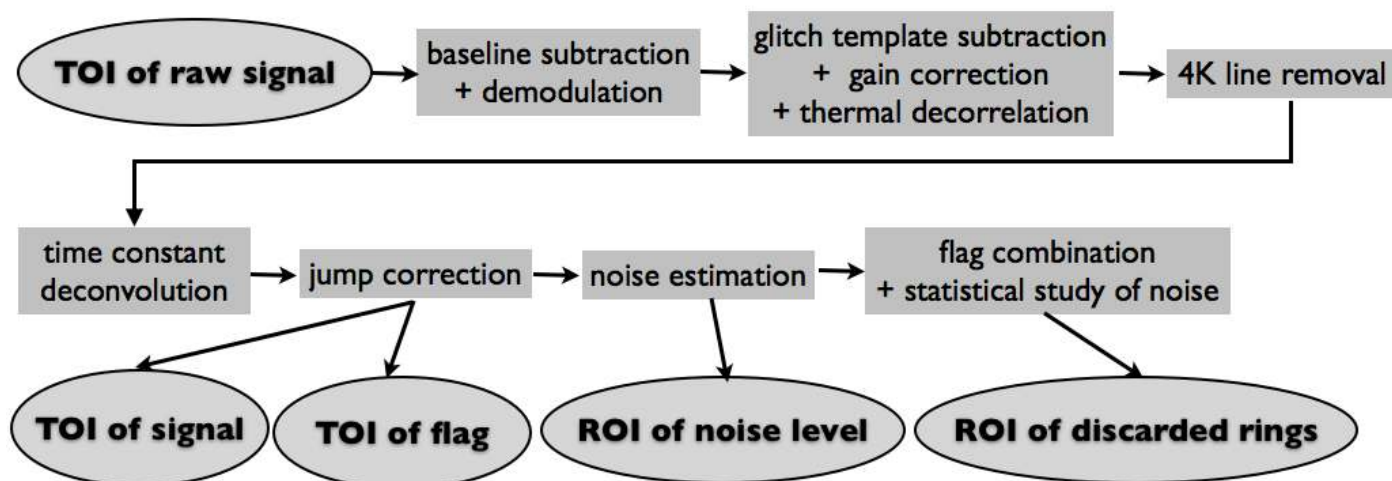 TOI of raw signal
baseline subtraction
+ demodulation
glitch template subtraction
+ gain correction
+ thermal decorrelation
4K line removal
time constant
deconvolution
jump correction
noise estimation
flag combination
+ statistical study of noise
TOI of signal
TOI of flag
ROI of noise level
ROI of discarded rings